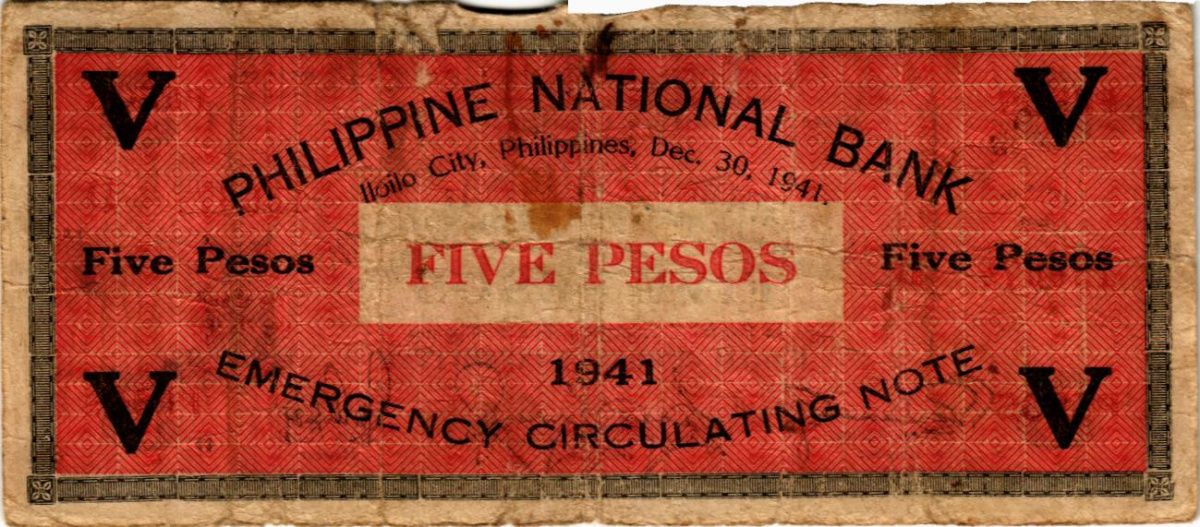 V V
PHILIPPINE NATIONAL BANK
Iloilo City, Philippines, Dec. 30, 1941.
Five Pesos FIVE PESOS Five Pesos
1941
EMERGENCY CIRCULATING NOTE
V V